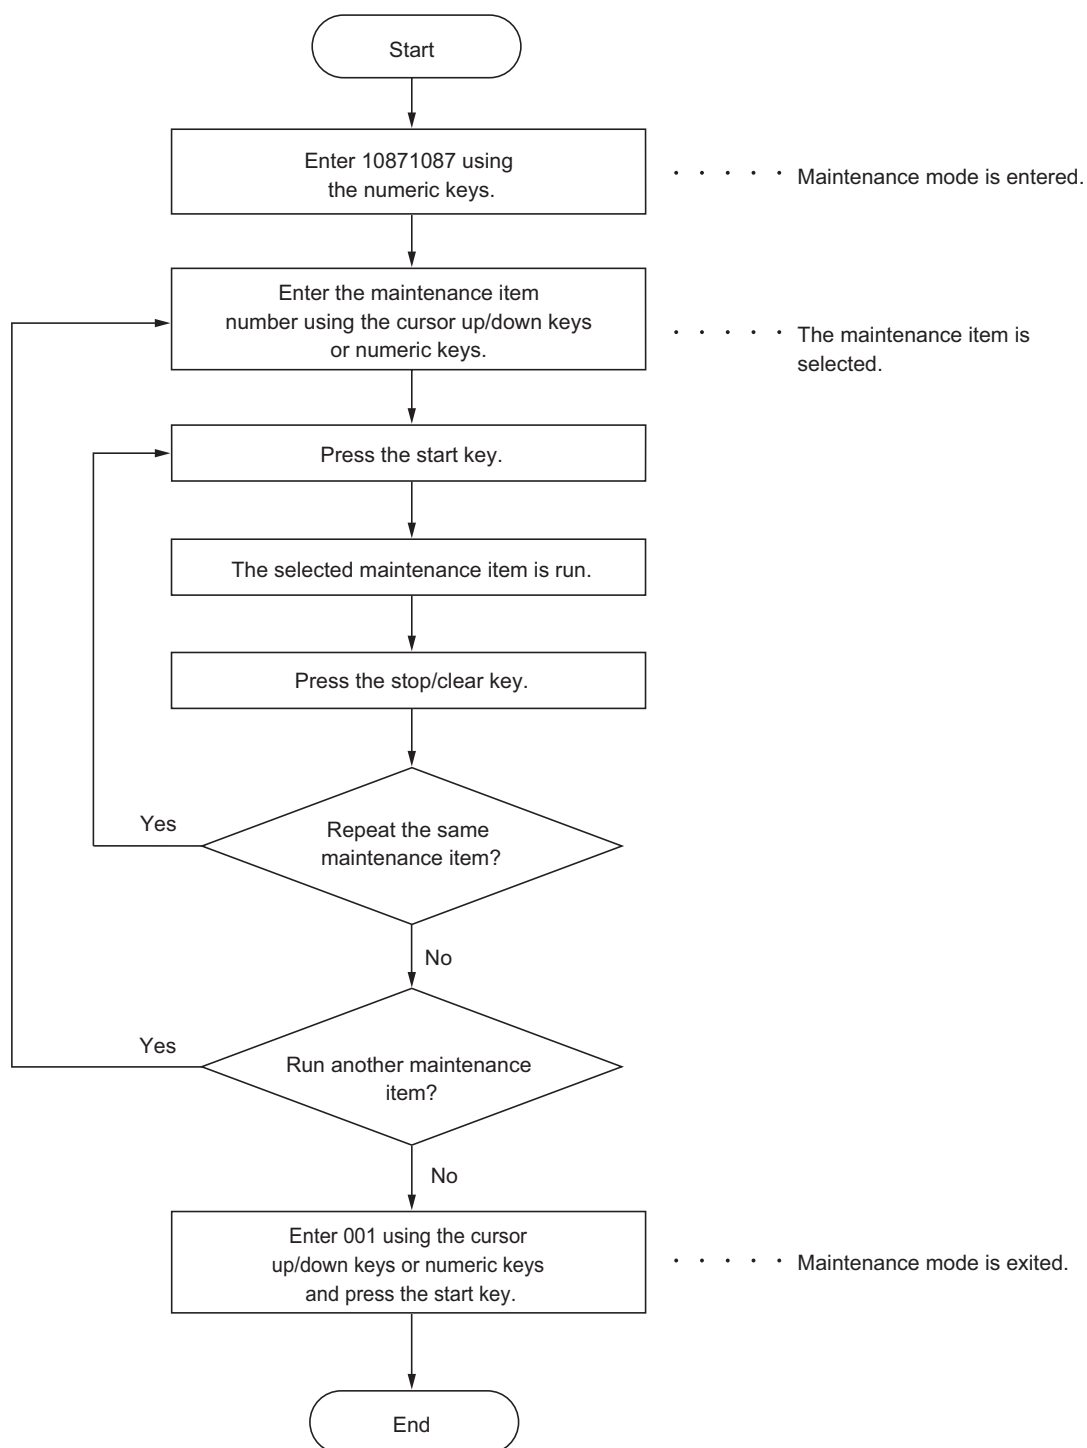 Start
Enter 10871087 using
the numeric keys.
· · · · · Maintenance mode is entered.
Enter the maintenance item
number using the cursor up/down keys
or numeric keys.
· · · · · The maintenance item is
selected.
Press the start key.
The selected maintenance item is run.
Press the stop/clear key.
Yes
Repeat the same
maintenance item?
No
Yes
Run another maintenance
item?
No
Enter 001 using the cursor
up/down keys or numeric keys
and press the start key.
· · · · · Maintenance mode is exited.
End